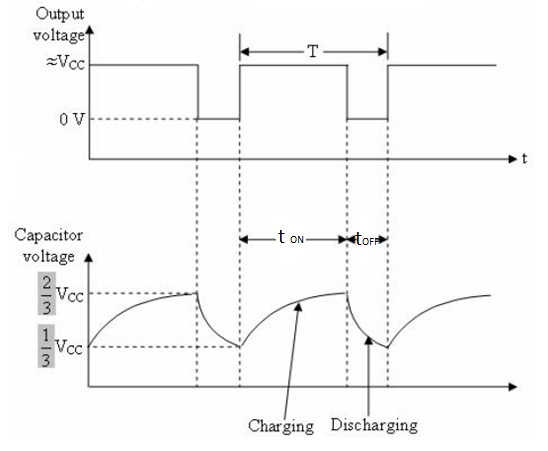 Output
voltage
≈VCC
T
0 V
t
t ON
tOFF
Capacitor
voltage
2/3 VCC
1/3 VCC
Charging
Discharging